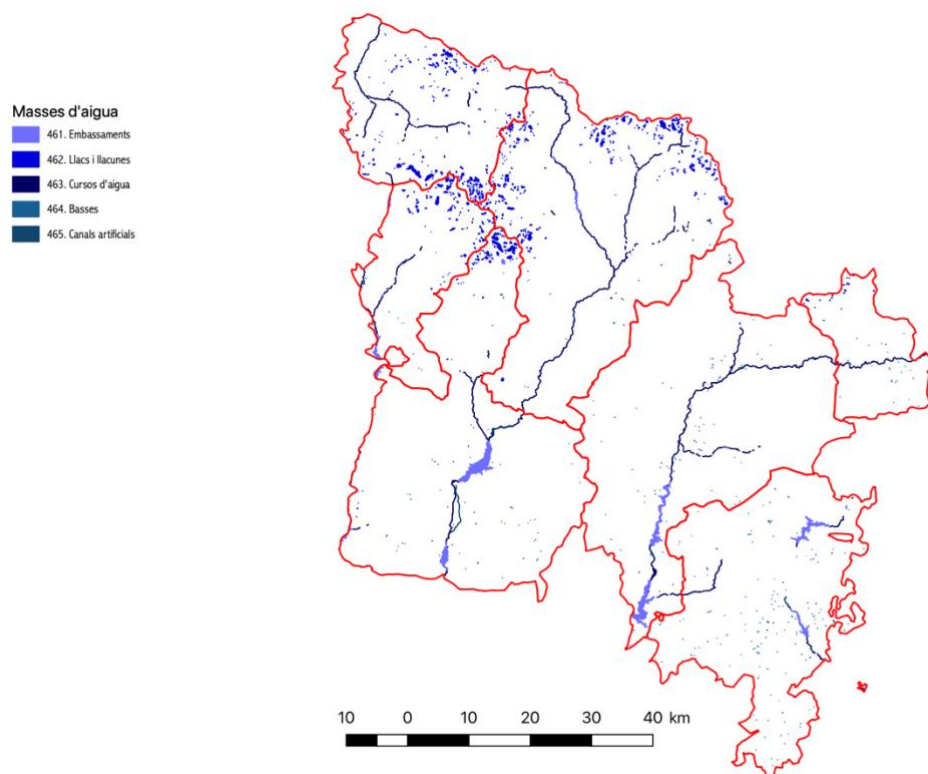 Masses d'aigua
461. Embassaments
462. Llacs i llacunes
463. Cursos d'aigua
464. Basses
465. Canals artificials
10 0 10 20 30 40 km